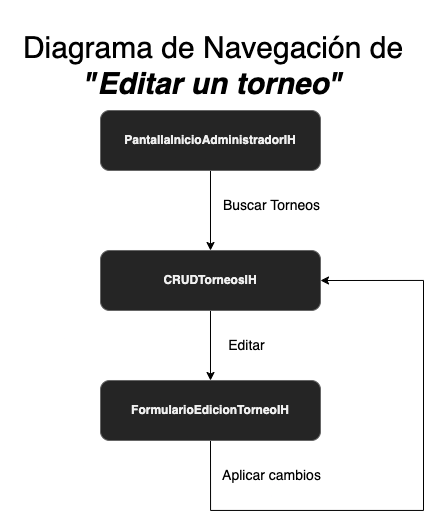 Diagrama de Navegación de
"Editar un torneo"
PantallaInicioAdministradorIH
Buscar Torneos
CRUDTorneosIH
Editar
FormularioEdicionTorneoIH
Aplicar cambios